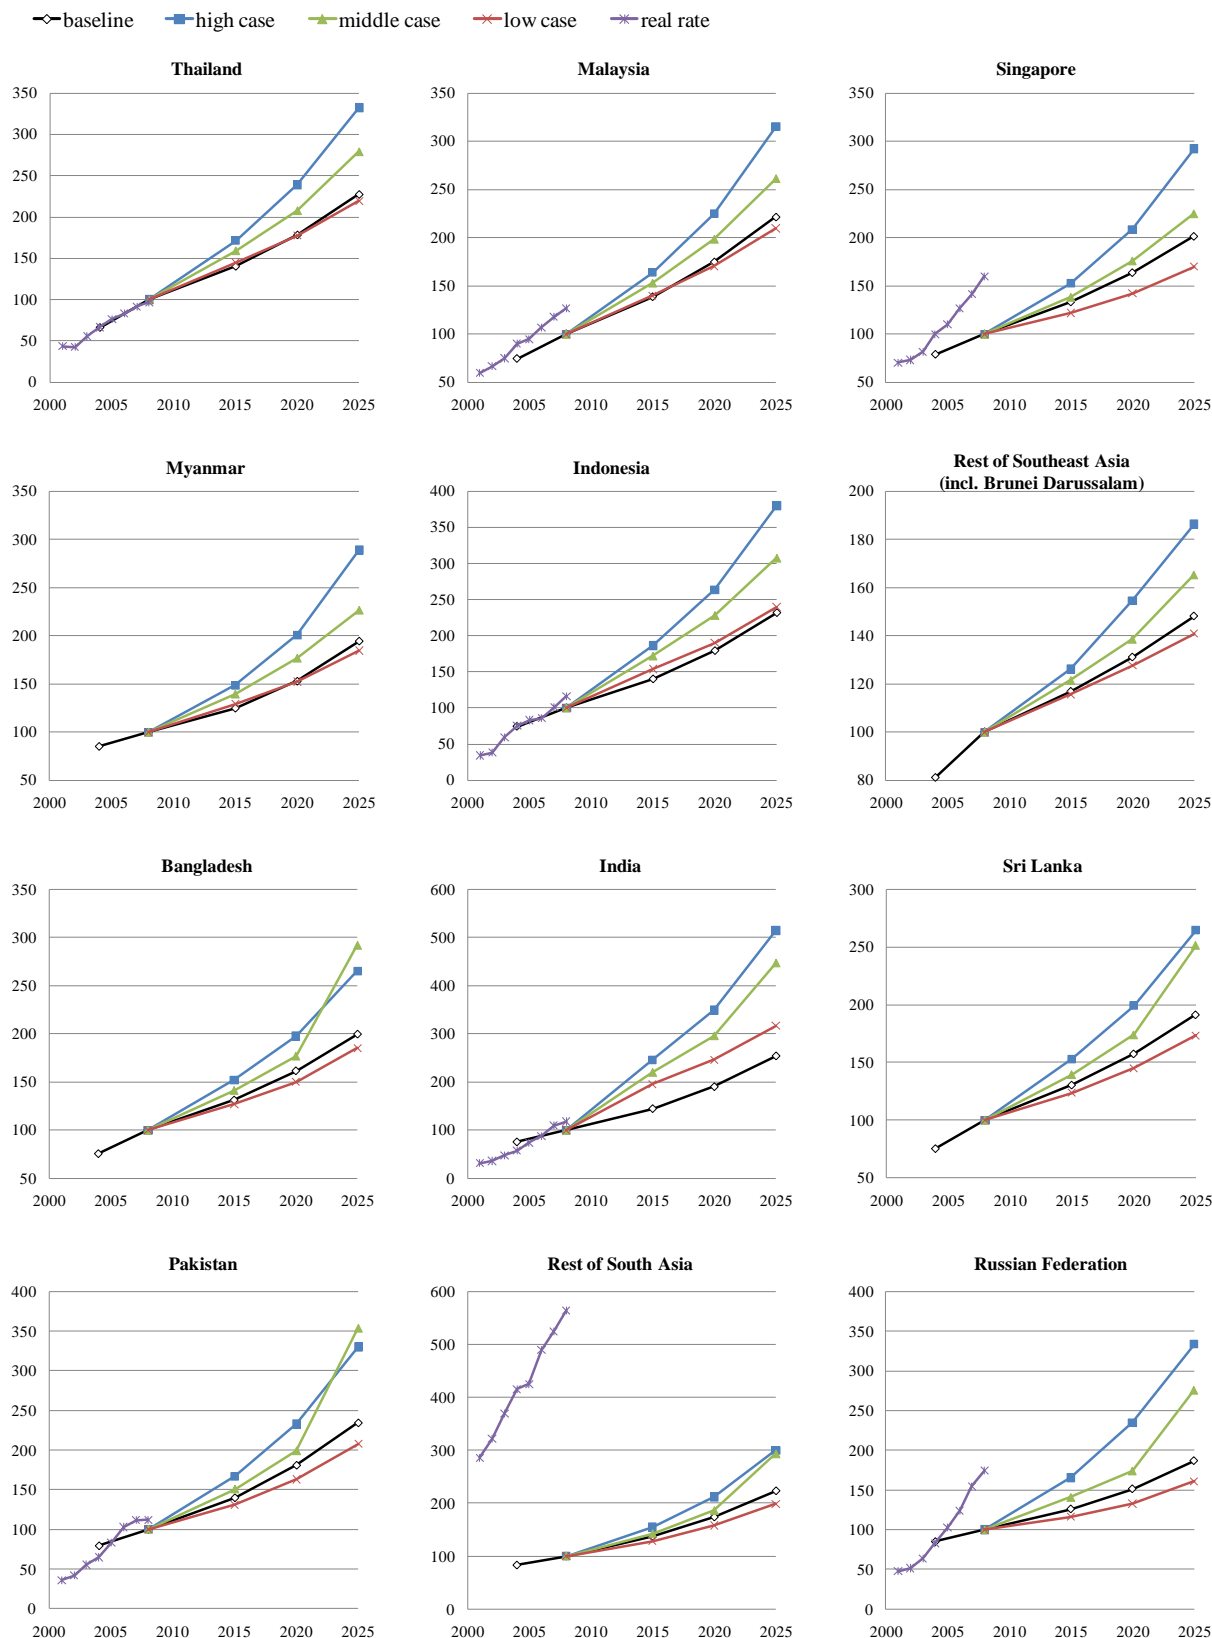 baseline high case middle case low case real rate
Thailand Malaysia Singapore
350 350 350
300 300 300
250
250 250
200
200 200
150
150 150
100
50 100 100
0 50 50
2000 2005 2010 2015 2020 2025 2000 2005 2010 2015 2020 2025 2000 2005 2010 2015 2020 2025
Myanmar Indonesia Rest of Southeast Asia
(incl. Brunei Darussalam)
350 400 200
350
300 180
300
250 250 160
200 200 140
150
150 120
100
100 50 100
50 0 80
2000 2005 2010 2015 2020 2025 2000 2005 2010 2015 2020 2025 2000 2005 2010 2015 2020 2025
Bangladesh India Sri Lanka
350 600 300
300 500 250
250 400
200
200 300
150
150 200
100 100 100
50 0 50
2000 2005 2010 2015 2020 2025 2000 2005 2010 2015 2020 2025 2000 2005 2010 2015 2020 2025
Pakistan Rest of South Asia Russian Federation
400 600 400
350 350
500
300 300
250 400 250
200 300 200
150 150
200
100 100
50 100 50
0 0 0
2000 2005 2010 2015 2020 2025 2000 2005 2010 2015 2020 2025 2000 2005 2010 2015 2020 2025